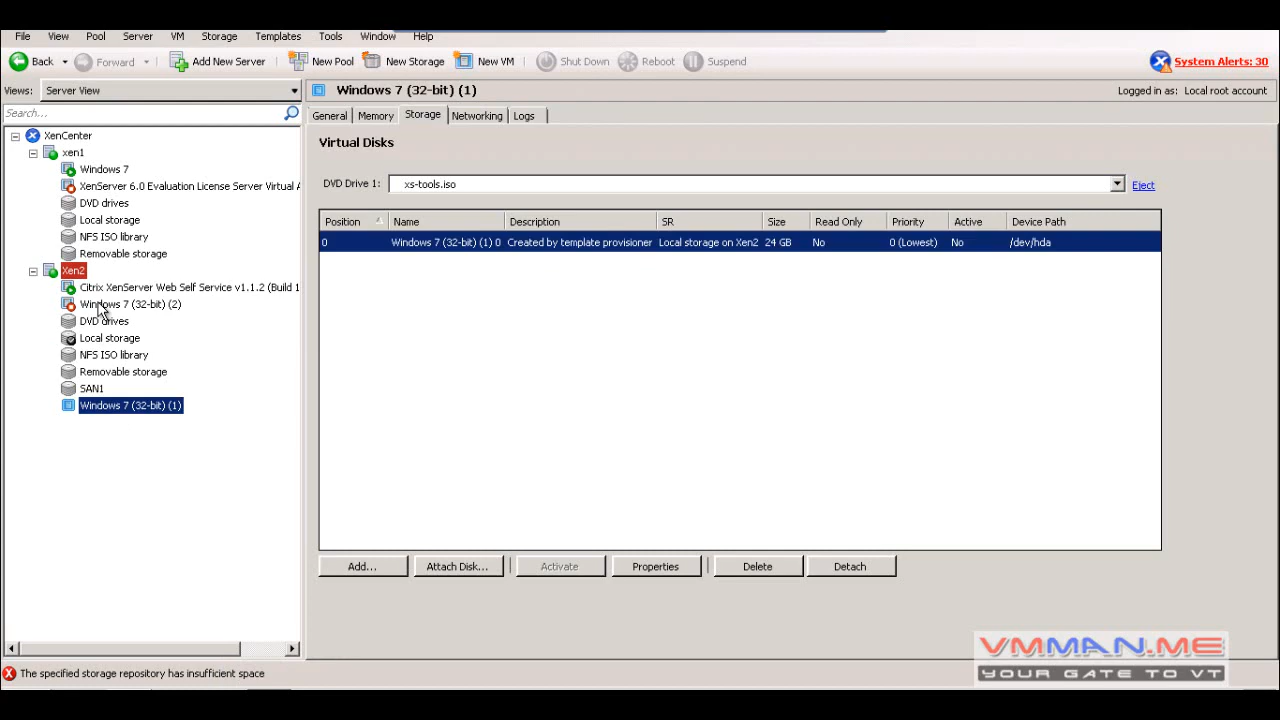 File View Pool Server VM Storage Templates Tools Window Help
Back Forward Add New Server New Pool New Storage New VM Shut Down Reboot Suspend System Alerts: 30
Views: Server View Windows 7 (32-bit) (1) Logged in as: Local root account
Search...
General Memory Storage Networking Logs
XenCenter
xen1
Windows 7
XenServer 6.0 Evaluation License Server Virtual A
DVD drives
Local storage
NFS ISO library
Removable storage
Xen2
Citrix XenServer Web Self Service v1.1.2 (Build 1
Windows 7 (32-bit) (2)
DVD drives
Local storage
NFS ISO library
Removable storage
SAN1
Windows 7 (32-bit) (1)
Virtual Disks
DVD Drive 1: xs-tools.iso Eject
Position Name Description SR Size Read Only Priority Active Device Path
0 Windows 7 (32-bit) (1) 0 Created by template provisioner Local storage on Xen2 24 GB No 0 (Lowest) No /dev/hda
Add... Attach Disk... Activate Properties Delete Detach
The specified storage repository has insufficient space
VMMAN.ME
YOUR GATE TO VT